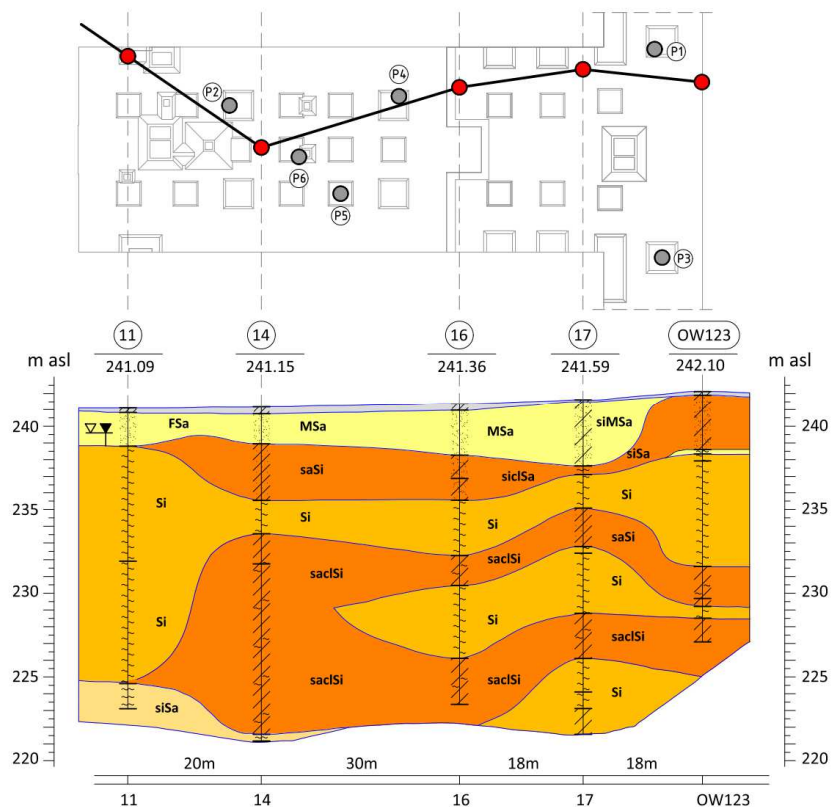 P1
P4
P2
P6
P5
P3
11 14 16 17 OW123
m asl 241.09 241.15 241.36 241.59 242.10 m asl
240 FSa MSa MSa siMSa 240
siSa
saSi siclSa
235 Si Si Si Si 235
saSi
saclSi saclSi
230 Si Si 230
saclSi
225 saclSi saclSi Si 225
siSa
220 220
20m 30m 18m 18m
11 14 16 17 OW123